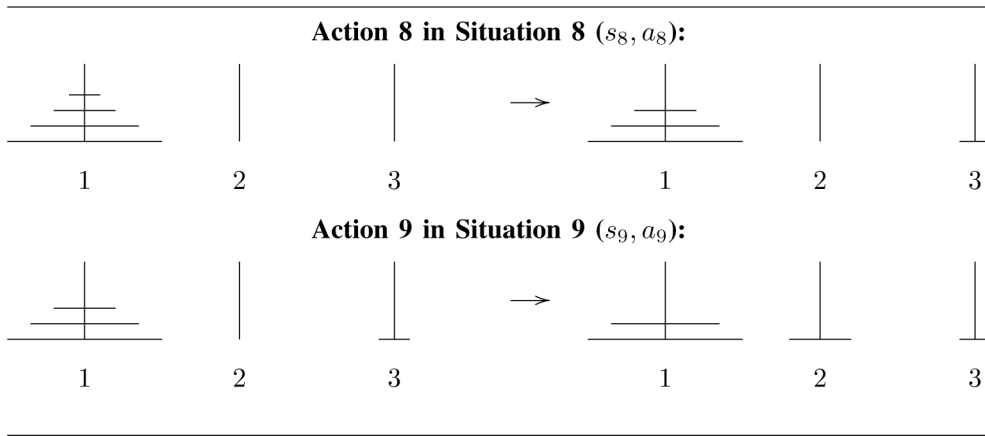 Action 8 in Situation 8 (s₈, a₈):
1 2 3 1 2 3
Action 9 in Situation 9 (s₉, a₉):
1 2 3 1 2 3